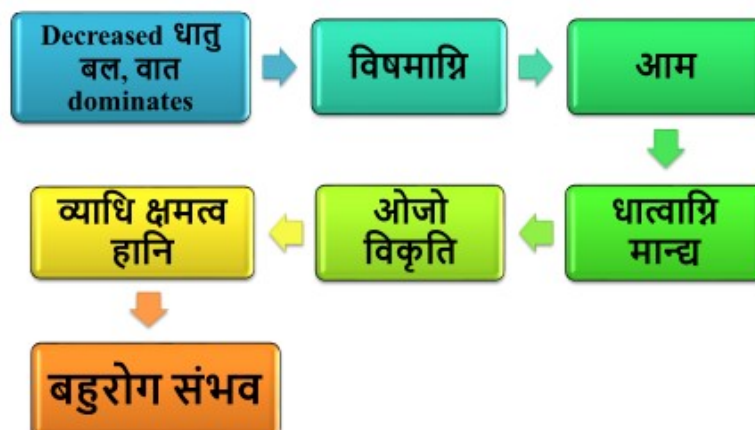 Decreased धातु
बल, वात
dominates
विषमाग्नि
आम
धात्वाग्नि
मान्द्य
ओजो
विकृति
व्याधि क्षमत्व
हानि
बहुरोग संभव